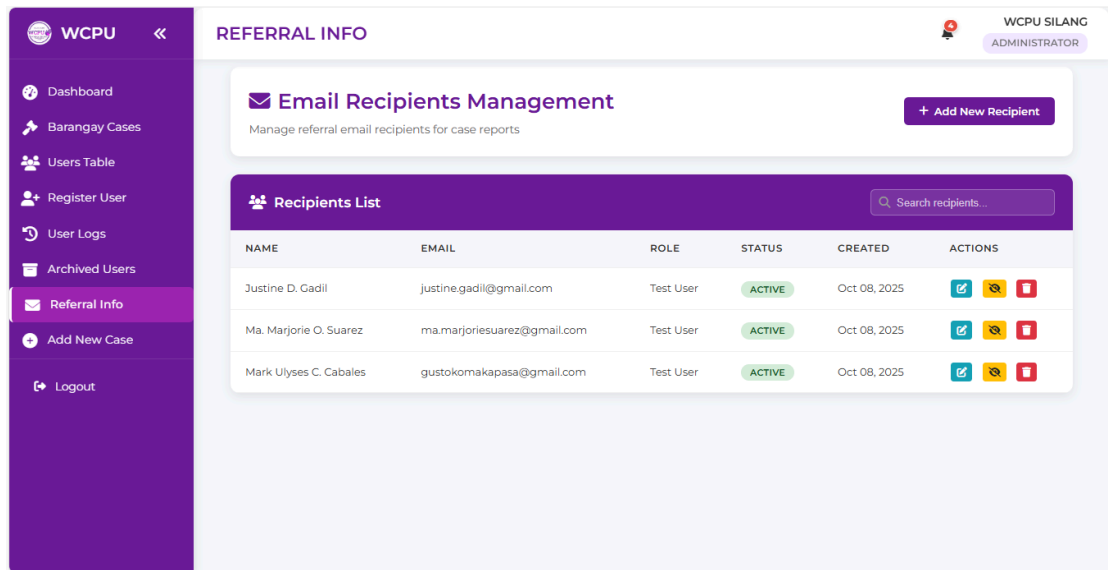 WCPU
Dashboard
Barangay Cases
Users Table
Register User
User Logs
Archived Users
Referral Info
Add New Case
Logout
REFERRAL INFO
4
WCPU SILANG
ADMINISTRATOR
Email Recipients Management
Manage referral email recipients for case reports
+ Add New Recipient
Recipients List
Search recipients...
NAME EMAIL ROLE STATUS CREATED ACTIONS
Justine D. Gadil justine.gadil@gmail.com Test User ACTIVE Oct 08, 2025
Ma. Marjorie O. Suarez ma.marjoriesuarez@gmail.com Test User ACTIVE Oct 08, 2025
Mark Ulyses C. Cabales gustokomakapasa@gmail.com Test User ACTIVE Oct 08, 2025